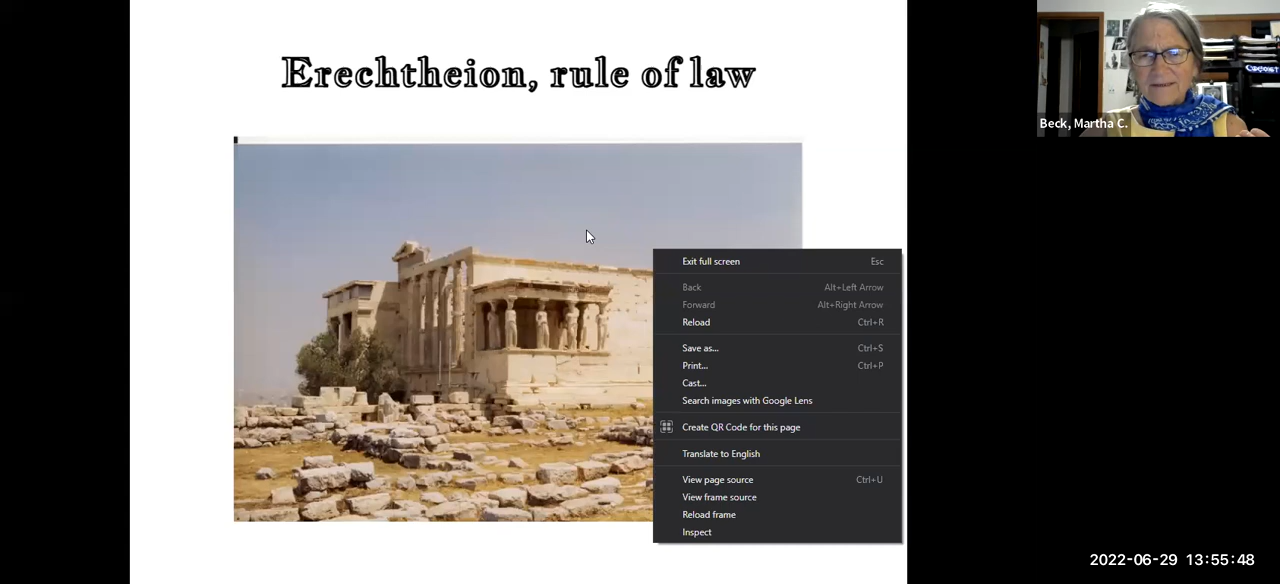 Erechtheion, rule of law
Beck, Martha C.
Exit full screen Esc
Back Alt+Left Arrow
Forward Alt+Right Arrow
Reload Ctrl+R
Save as... Ctrl+S
Print... Ctrl+P
Cast...
Search images with Google Lens
Create QR Code for this page
Translate to English
View page source Ctrl+U
View frame source
Reload frame
Inspect
2022-06-29 13:55:48